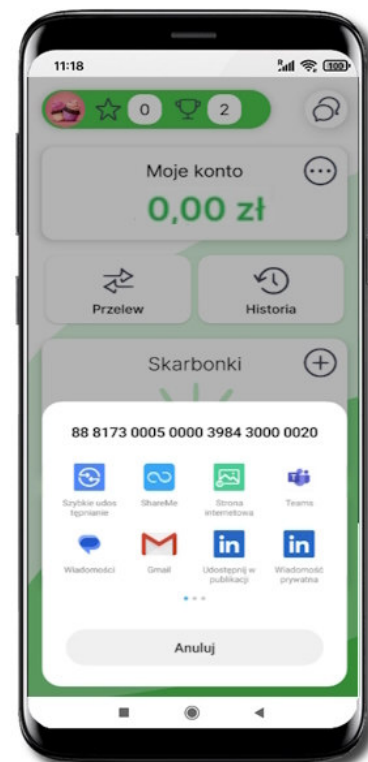 11:18
100
0
2
Moje konto
0,00 zł
Przelew
Historia
Skarbonki
88 8173 0005 0000 3984 3000 0020
Szybkie udos
tępnianie
ShareMe
Strona
internetowa
Teams
Wiadomości
Gmail
Udostępnij w
publikacji
Wiadomość
prywatna
Anuluj